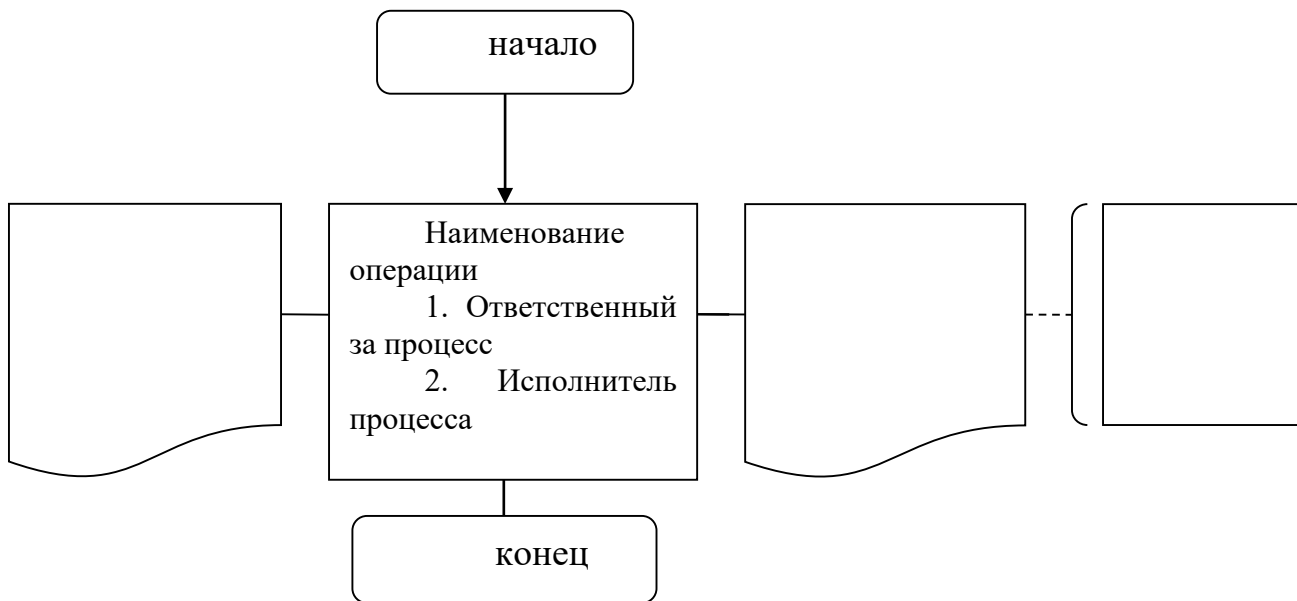 начало
Наименование
операции
1. Ответственный
за процесс
2. Исполнитель
процесса
конец